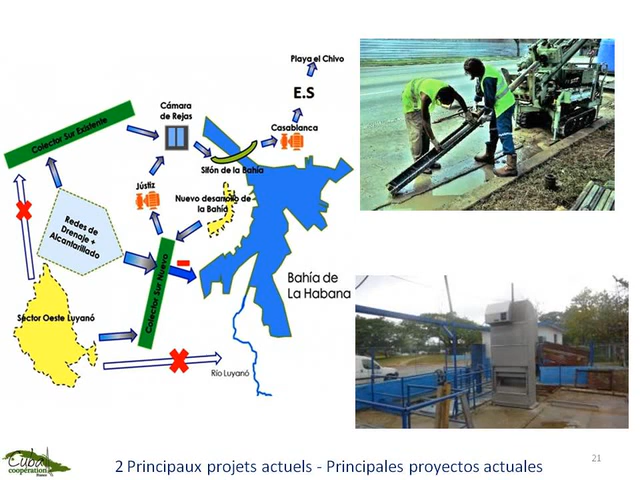 Playa el Chivo
E.S
Cámara
de Rejas
Casablanca
Colector Sur Existente
Sifón de la Bahía
Jústiz
Nuevo desarrollo de
la Bahía
Redes de
Drenaje +
Alcantarillado
Colector Sur Nuevo
Bahía de
La Habana
Sector Oeste Luyanó
Río Luyanó
Cuba
coopération
France
2 Principaux projets actuels - Principales proyectos actuales
21